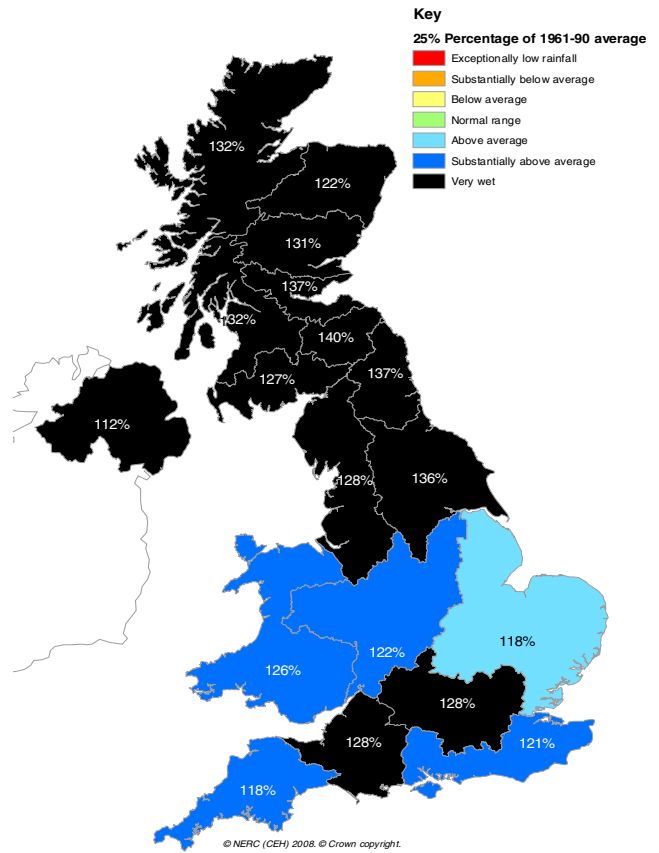 Key
25% Percentage of 1961-90 average
Exceptionally low rainfall
Substantially below average
Below average
Normal range
Above average
Substantially above average
Very wet
132%
122%
131%
137%
132%
140%
127%
137%
112%
128%
136%
118%
122%
126%
128%
128%
121%
118%
© NERC (CEH) 2008. © Crown copyright.